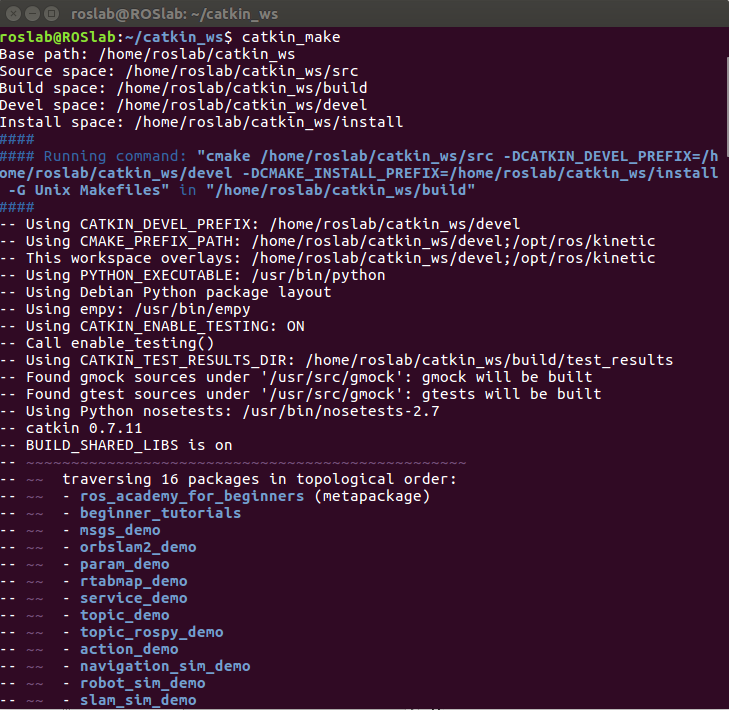 roslab@ROSlab: ~/catkin_ws
roslab@ROSlab:~/catkin_ws$ catkin_make
Base path: /home/roslab/catkin_ws
Source space: /home/roslab/catkin_ws/src
Build space: /home/roslab/catkin_ws/build
Devel space: /home/roslab/catkin_ws/devel
Install space: /home/roslab/catkin_ws/install
####
#### Running command: "cmake /home/roslab/catkin_ws/src -DCATKIN_DEVEL_PREFIX=/h
ome/roslab/catkin_ws/devel -DCMAKE_INSTALL_PREFIX=/home/roslab/catkin_ws/install
 -G Unix Makefiles" in "/home/roslab/catkin_ws/build"
####
-- Using CATKIN_DEVEL_PREFIX: /home/roslab/catkin_ws/devel
-- Using CMAKE_PREFIX_PATH: /home/roslab/catkin_ws/devel;/opt/ros/kinetic
-- This workspace overlays: /home/roslab/catkin_ws/devel;/opt/ros/kinetic
-- Using PYTHON_EXECUTABLE: /usr/bin/python
-- Using Debian Python package layout
-- Using empy: /usr/bin/empy
-- Using CATKIN_ENABLE_TESTING: ON
-- Call enable_testing()
-- Using CATKIN_TEST_RESULTS_DIR: /home/roslab/catkin_ws/build/test_results
-- Found gmock sources under '/usr/src/gmock': gmock will be built
-- Found gtest sources under '/usr/src/gmock': gtests will be built
-- Using Python nosetests: /usr/bin/nosetests-2.7
-- catkin 0.7.11
-- BUILD_SHARED_LIBS is on
-- ~~~~~~~~~~~~~~~~~~~~~~~~~~~~~~~~~~~~~~~~~~~~~~~~~
-- ~~  traversing 16 packages in topological order:
-- ~~  - ros_academy_for_beginners (metapackage)
-- ~~  - beginner_tutorials
-- ~~  - msgs_demo
-- ~~  - orbslam2_demo
-- ~~  - param_demo
-- ~~  - rtabmap_demo
-- ~~  - service_demo
-- ~~  - topic_demo
-- ~~  - topic_rospy_demo
-- ~~  - action_demo
-- ~~  - navigation_sim_demo
-- ~~  - robot_sim_demo
-- ~~  - slam_sim_demo